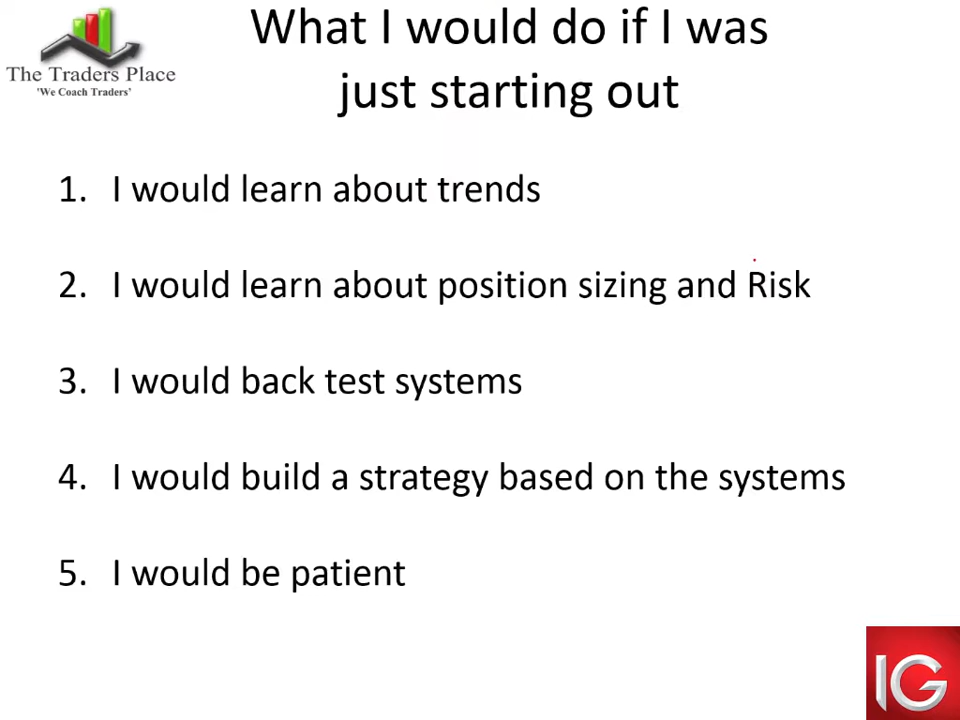 The Traders Place
'We Coach Traders'
What I would do if I was
just starting out
1. I would learn about trends
2. I would learn about position sizing and Risk
3. I would back test systems
4. I would build a strategy based on the systems
5. I would be patient
IG